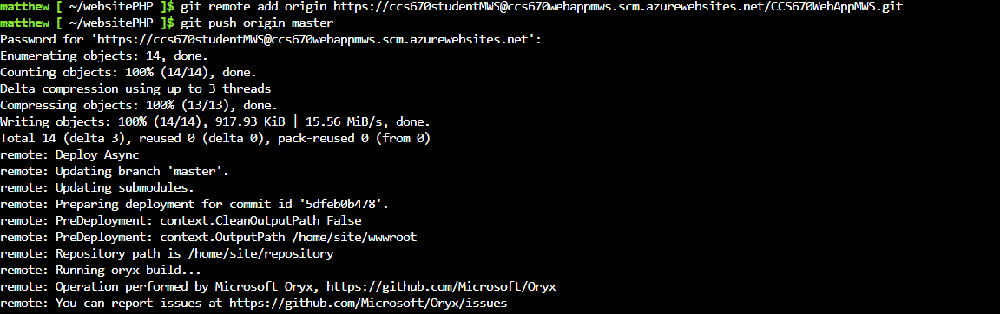 matthew [ ~/websitePHP ]$ git remote add origin https://ccs670studentMWS@ccs670webappmws.scm.azurewebsites.net/CCS670WebAppMWS.git
matthew [ ~/websitePHP ]$ git push origin master
Password for 'https://ccs670studentMWS@ccs670webappmws.scm.azurewebsites.net':
Enumerating objects: 14, done.
Counting objects: 100% (14/14), done.
Delta compression using up to 3 threads
Compressing objects: 100% (13/13), done.
Writing objects: 100% (14/14), 917.93 KiB | 15.56 MiB/s, done.
Total 14 (delta 3), reused 0 (delta 0), pack-reused 0 (from 0)
remote: Deploy Async
remote: Updating branch 'master'.
remote: Updating submodules.
remote: Preparing deployment for commit id '5dfeb0b478'.
remote: PreDeployment: context.CleanOutputPath False
remote: PreDeployment: context.OutputPath /home/site/wwwroot
remote: Repository path is /home/site/repository
remote: Running oryx build...
remote: Operation performed by Microsoft Oryx, https://github.com/Microsoft/Oryx
remote: You can report issues at https://github.com/Microsoft/Oryx/issues